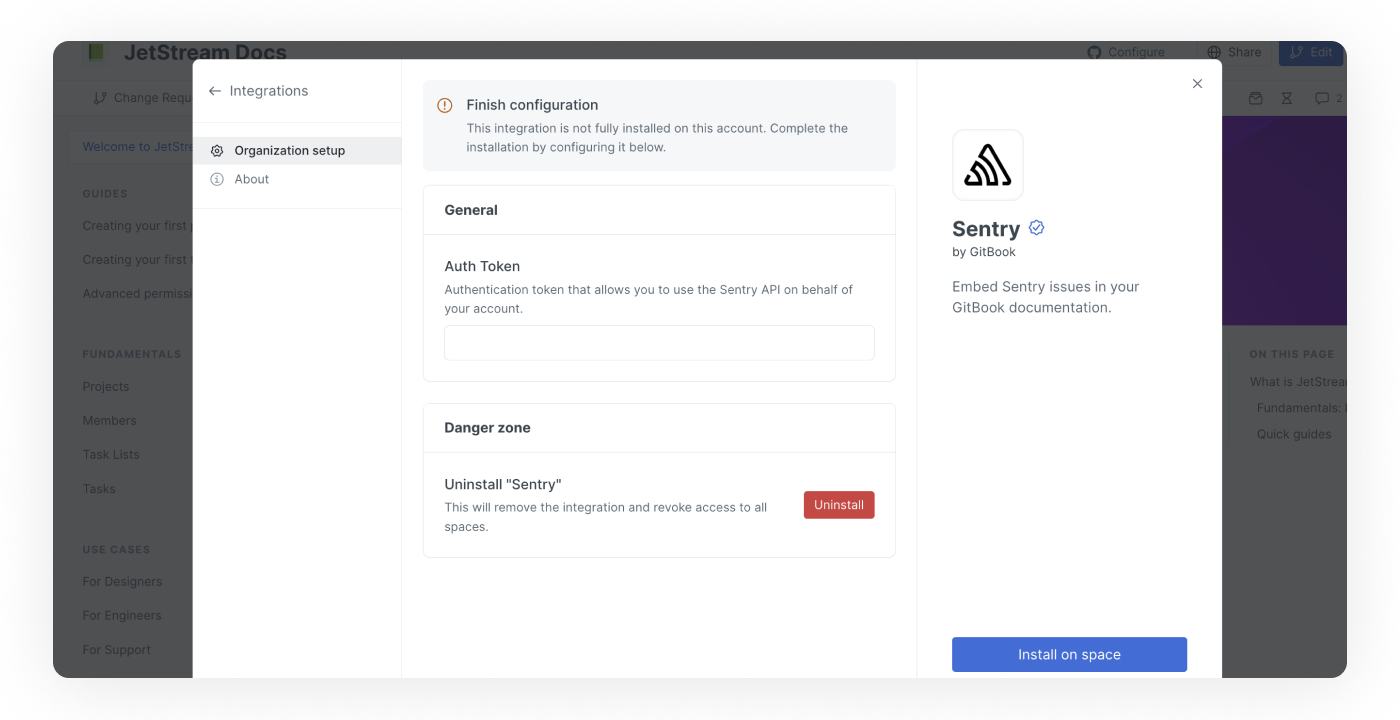 JetStream Docs
Configure
Share
Edit
Change Requ
2
Welcome to JetStre
GUIDES
Creating your first
Creating your first
Advanced permissi
FUNDAMENTALS
Projects
Members
Task Lists
Tasks
USE CASES
For Designers
For Engineers
For Support
Integrations
Organization setup
About
Finish configuration
This integration is not fully installed on this account. Complete the
installation by configuring it below.
General
Auth Token
Authentication token that allows you to use the Sentry API on behalf of
your account.
Danger zone
Uninstall "Sentry"
This will remove the integration and revoke access to all
spaces.
Uninstall
Sentry
by GitBook
Embed Sentry issues in your
GitBook documentation.
Install on space
ON THIS PAGE
What is JetStrea
Fundamentals:
Quick guides